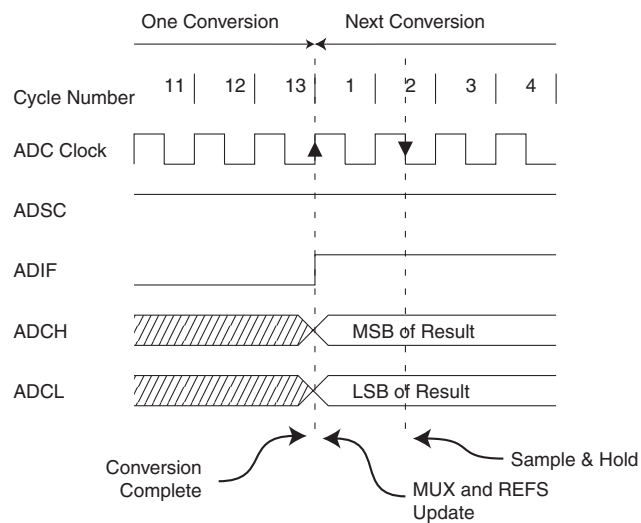 One Conversion Next Conversion
Cycle Number 11 12 13 1 2 3 4
ADC Clock
ADSC
ADIF
ADCH MSB of Result
ADCL LSB of Result
Conversion
Complete
MUX and REFS
Update
Sample & Hold